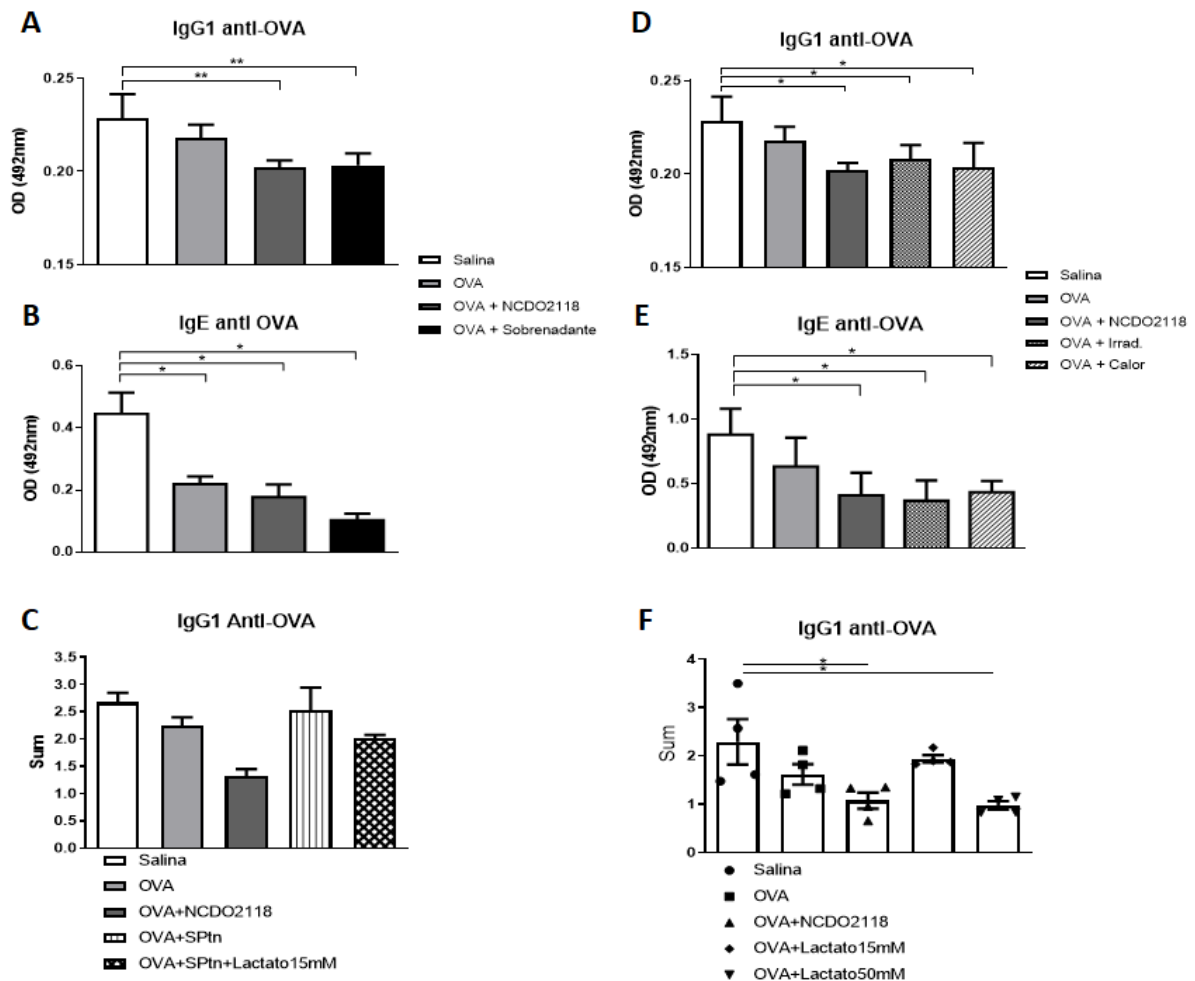 A
IgG1 anti-OVA
**
**
0.25
0.20
0.15
OD (492nm)
Salina
OVA
OVA + NCDO2118
OVA + Sobrenadante
B
IgE anti OVA
*
*
*
0.6
0.4
0.2
0.0
OD (492nm)
C
IgG1 Anti-OVA
3.5
3.0
2.5
2.0
1.5
1.0
0.5
0.0
Sum
Salina
OVA
OVA+NCDO2118
OVA+SPtn
OVA+SPtn+Lactato15mM
D
IgG1 anti-OVA
*
*
*
0.25
0.20
0.15
OD (492nm)
Salina
OVA
OVA + NCDO2118
OVA + Irrad.
OVA + Calor
E
IgE anti-OVA
*
*
*
1.5
1.0
0.5
0.0
OD (492nm)
F
IgG1 anti-OVA
*
*
4
3
2
1
0
Sum
Salina
OVA
OVA+NCDO2118
OVA+Lactato15mM
OVA+Lactato50mM